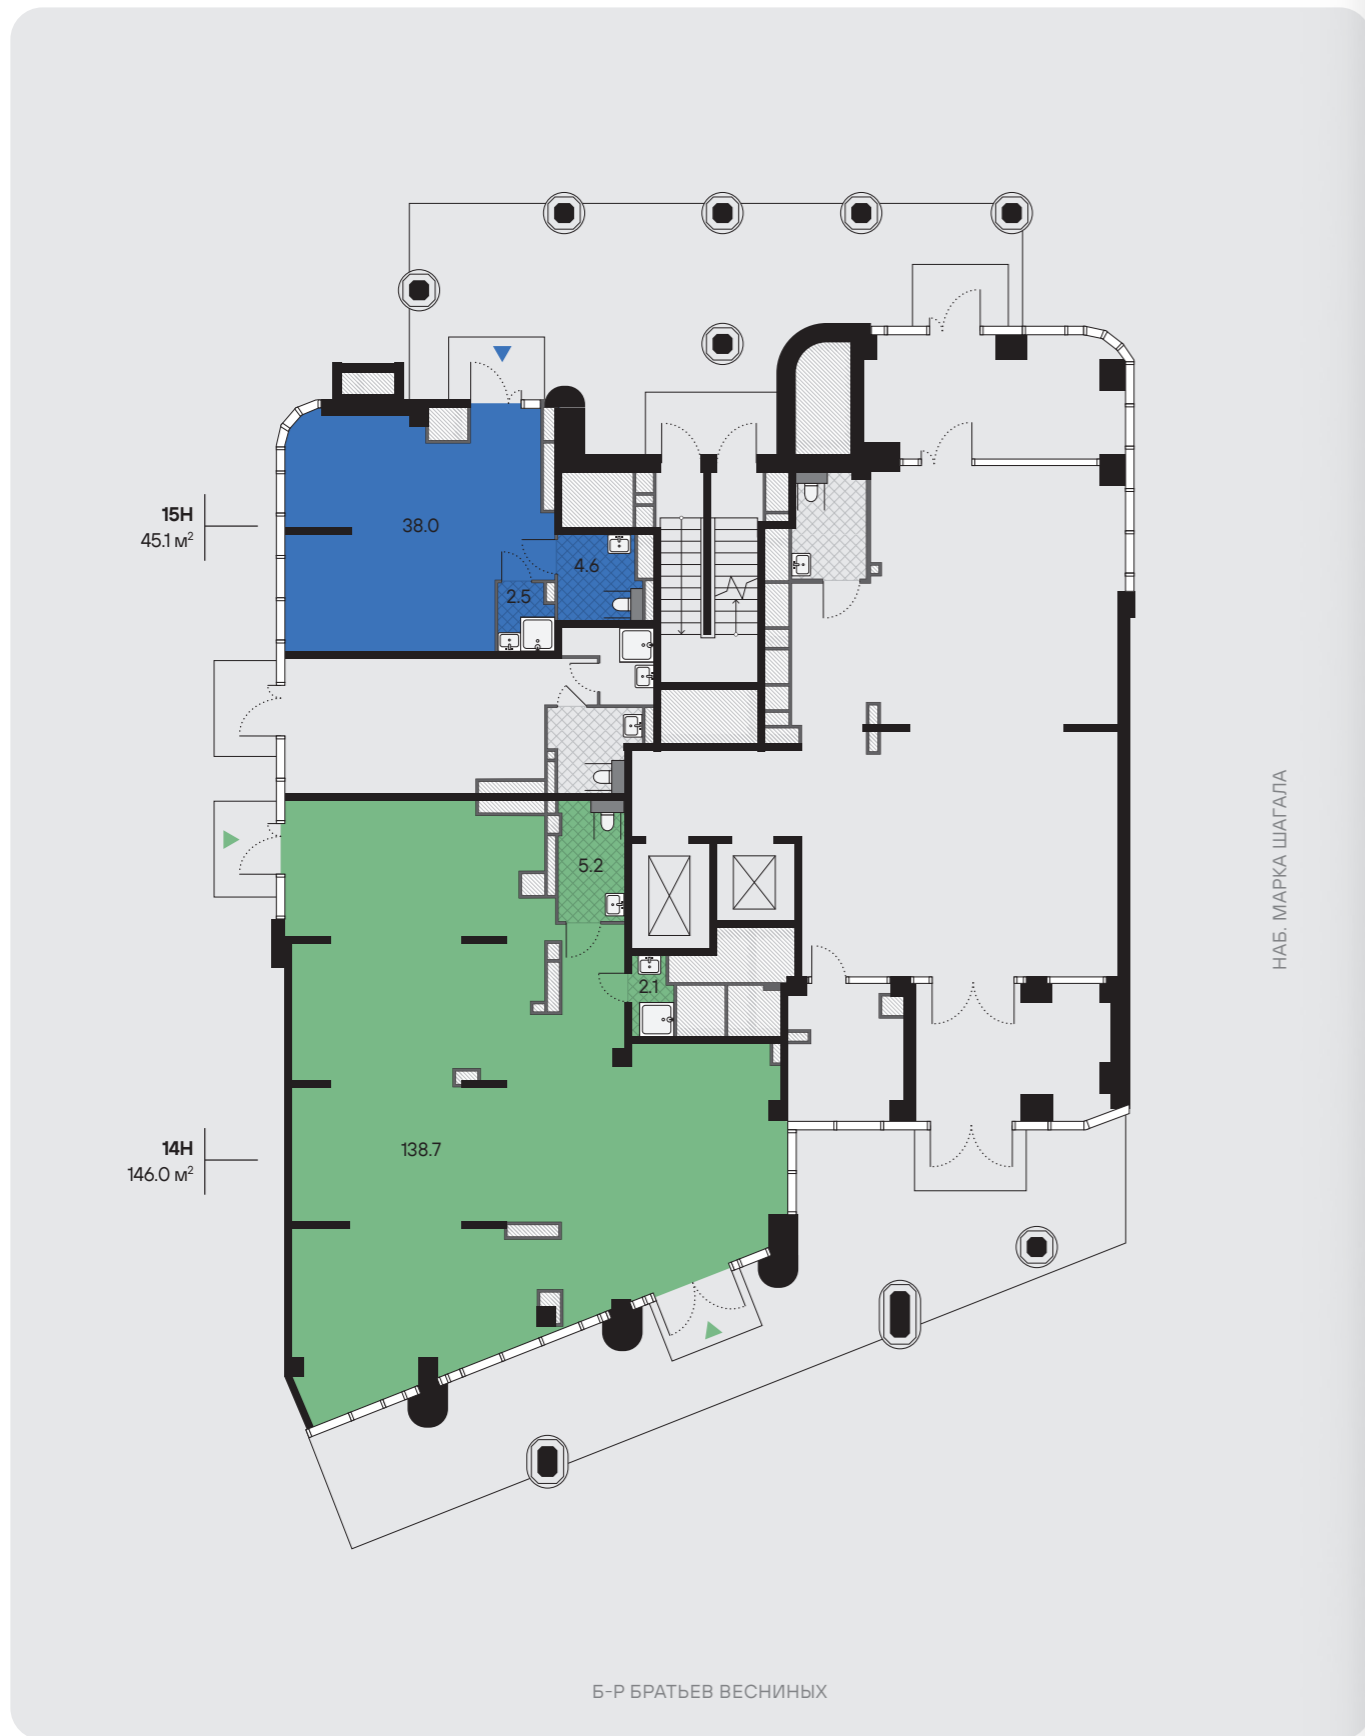 15Н
45.1 м²
38.0
4.6
2.5
НАБ. МАРКА ШАГАЛА
5.2
2.1
14Н
146.0 м²
138.7
Б-Р БРАТЬЕВ ВЕСНИНЫХ